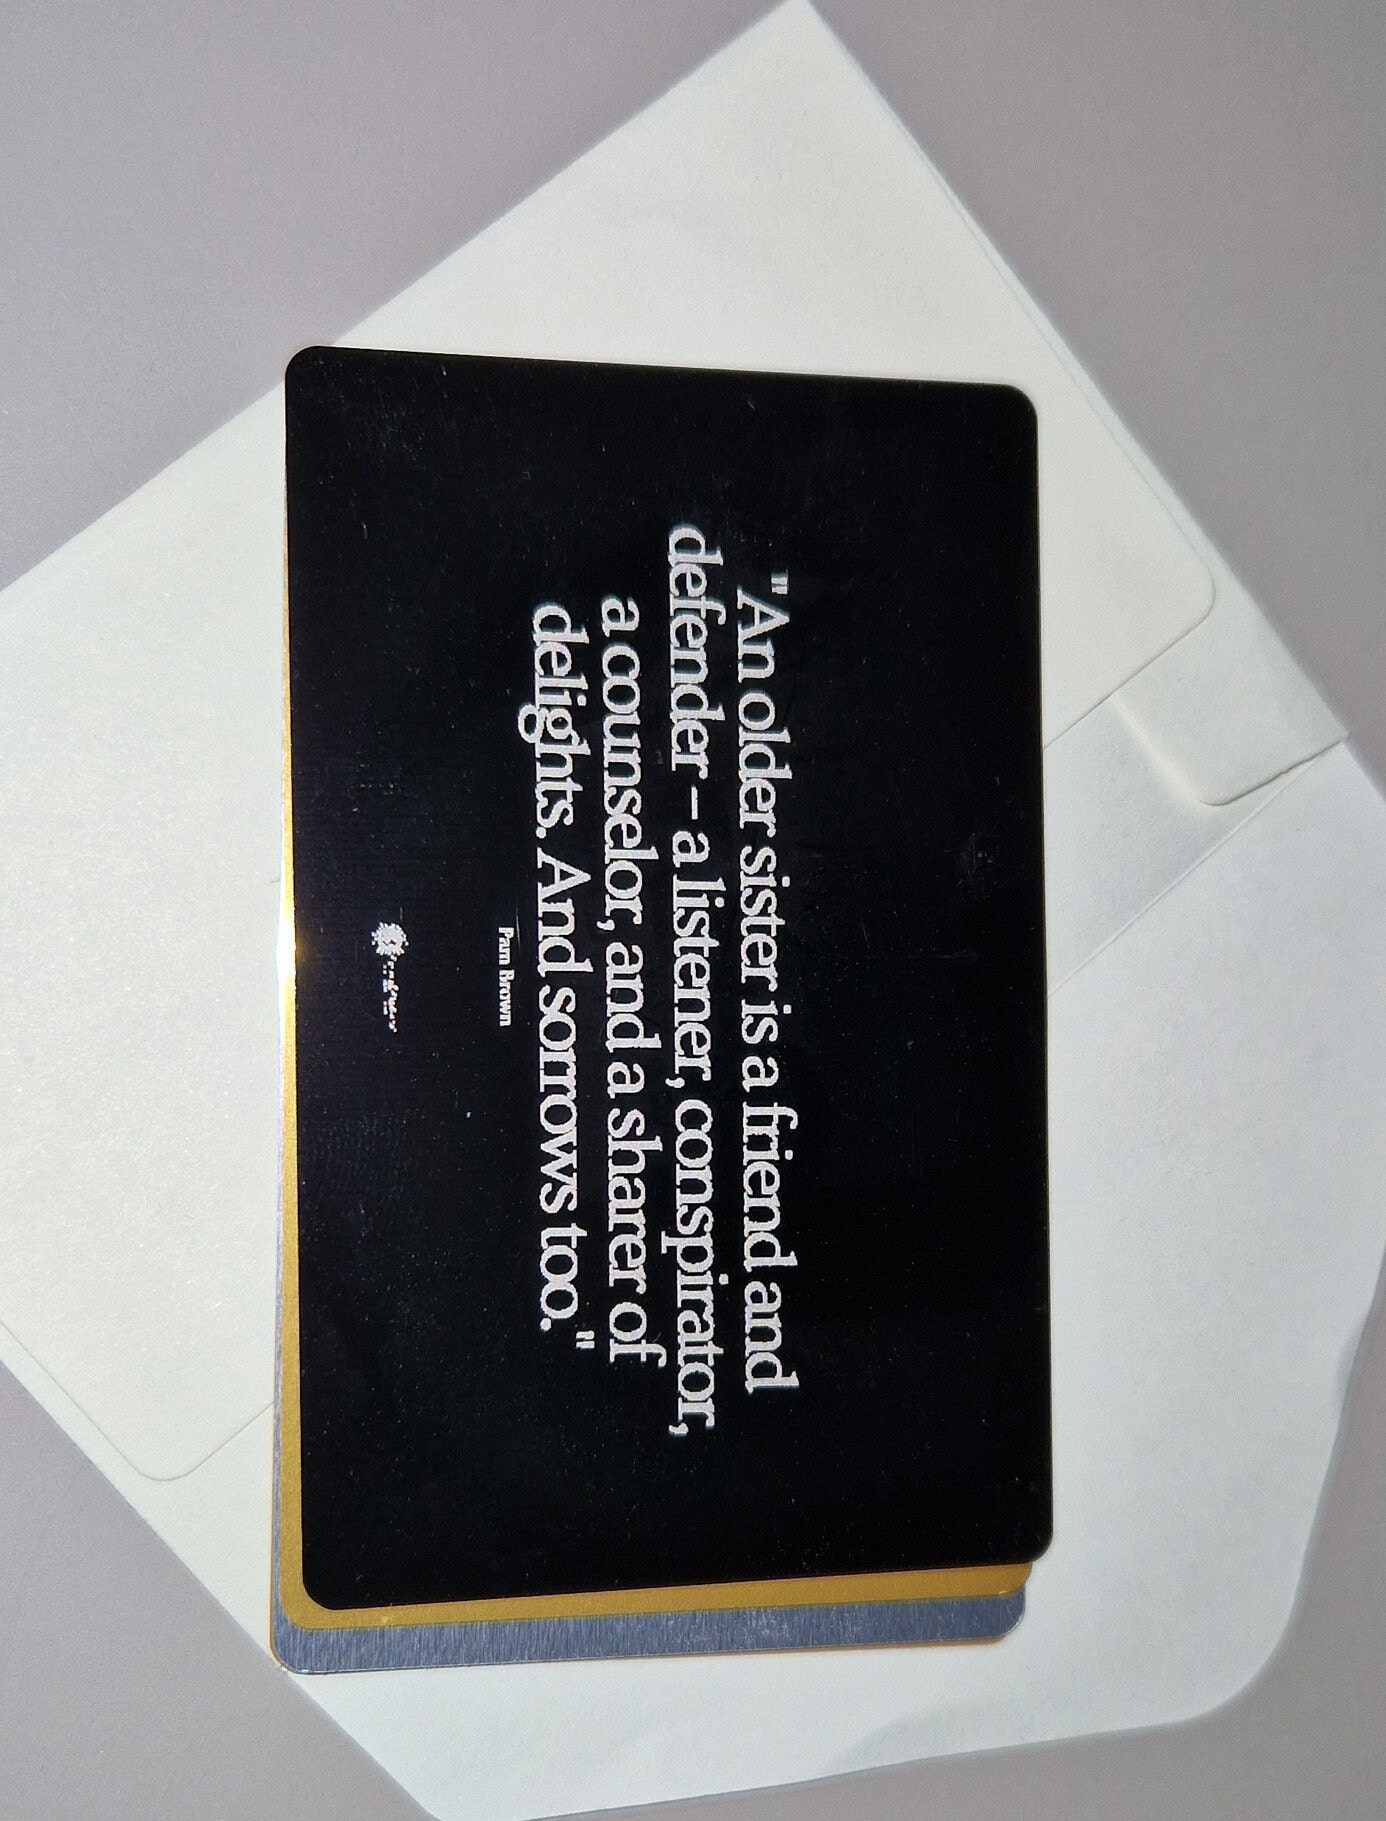 "An older sister is a friend and
defender – a listener, conspirator,
a counselor, and a sharer of
delights. And sorrows too."
Pam Brown